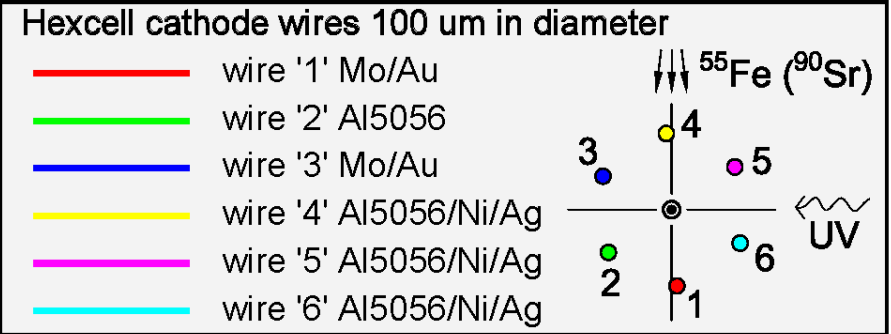 Hexcell cathode wires 100 um in diameter
wire '1' Mo/Au
wire '2' Al5056
wire '3' Mo/Au
wire '4' Al5056/Ni/Ag
wire '5' Al5056/Ni/Ag
wire '6' Al5056/Ni/Ag
⁵⁵Fe (⁹⁰Sr)
4
3
5
UV
2
6
1